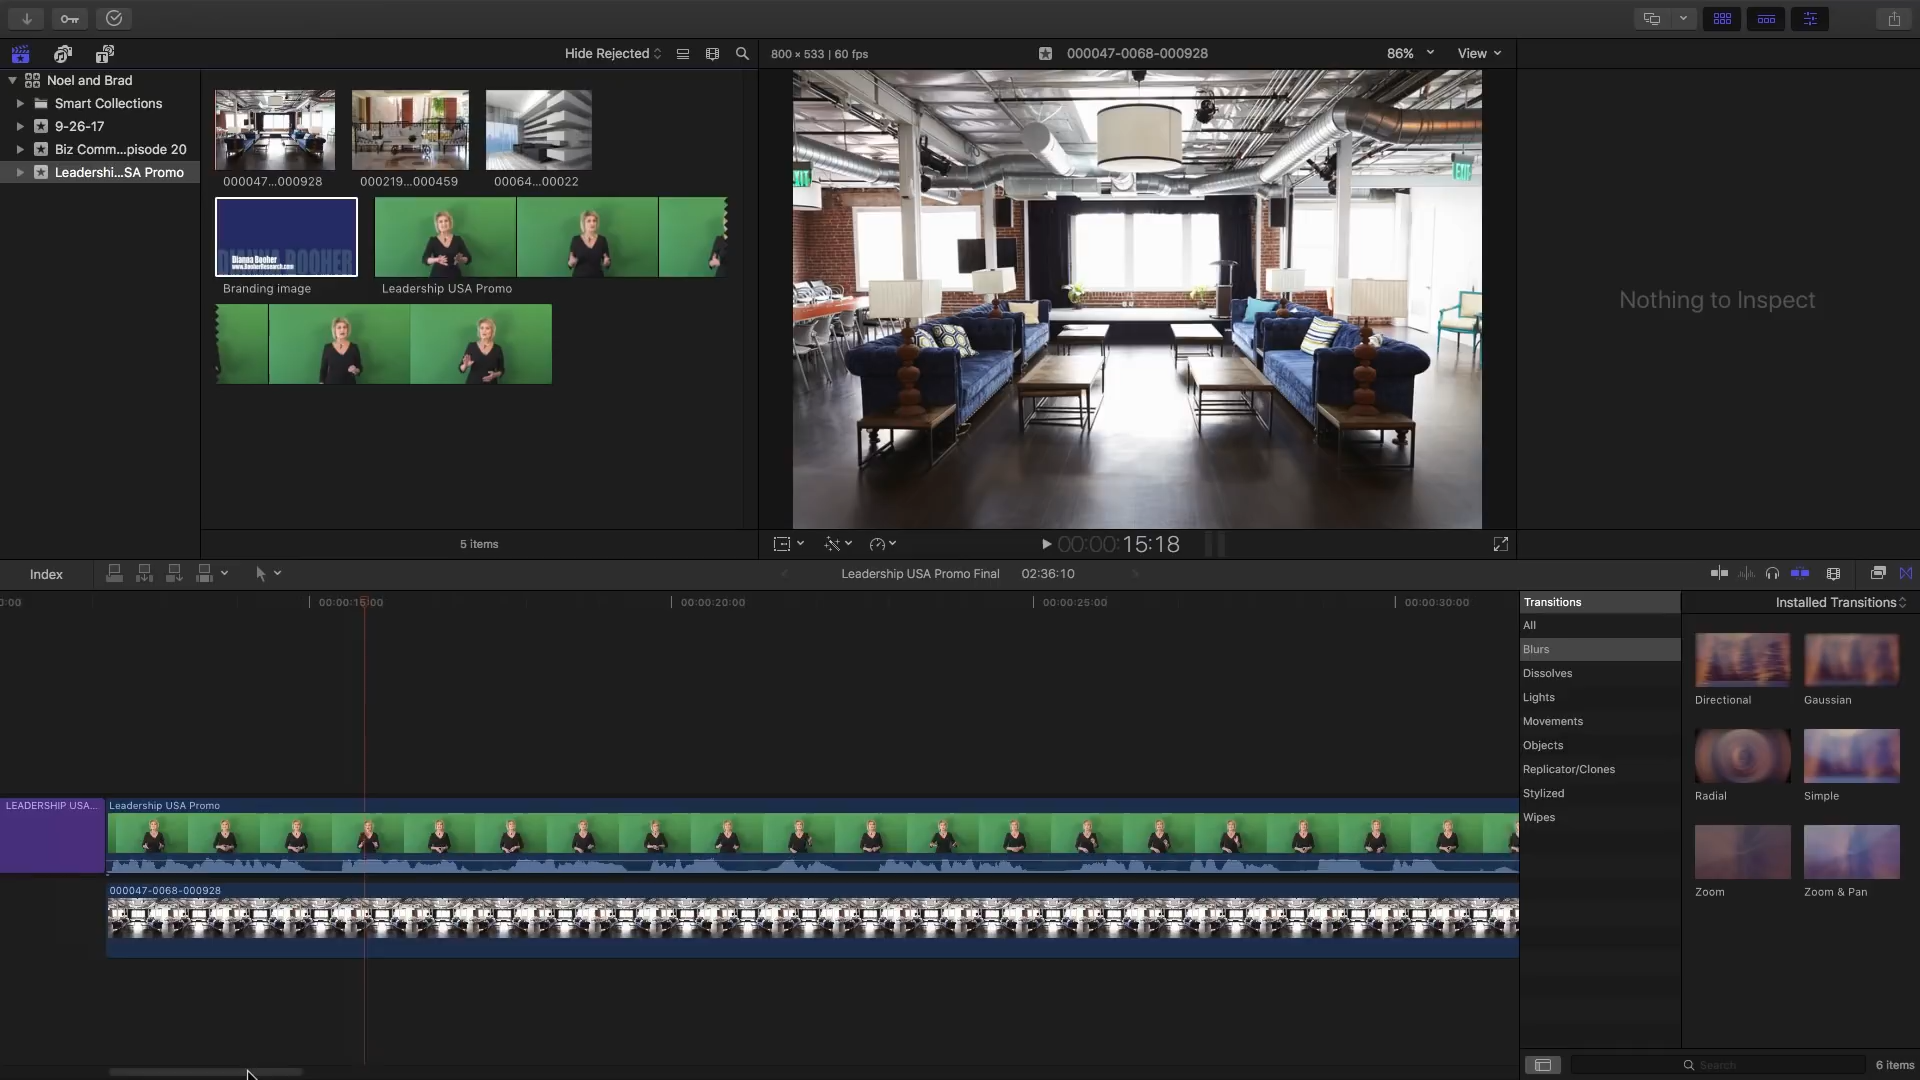 Hide Rejected
800 × 533 | 60 fps
000047-0068-000928
86%
View
Noel and Brad
Smart Collections
9-26-17
Biz Comm...pisode 20
Leadershi...SA Promo
000047...000928
000219...000459
00064...00022
Dianna Booher
www.BooherResearch.com
Branding image
Leadership USA Promo
Nothing to Inspect
5 items
00:00:15:18
Index
Leadership USA Promo Final
02:36:10
0:00
00:00:15:00
00:00:20:00
00:00:25:00
00:00:30:00
Transitions
Installed Transitions
All
Blurs
Dissolves
Lights
Movements
Objects
Replicator/Clones
Stylized
Wipes
Directional
Gaussian
Radial
Simple
Zoom
Zoom & Pan
LEADERSHIP USA...
Leadership USA Promo
000047-0068-000928
Search
6 items